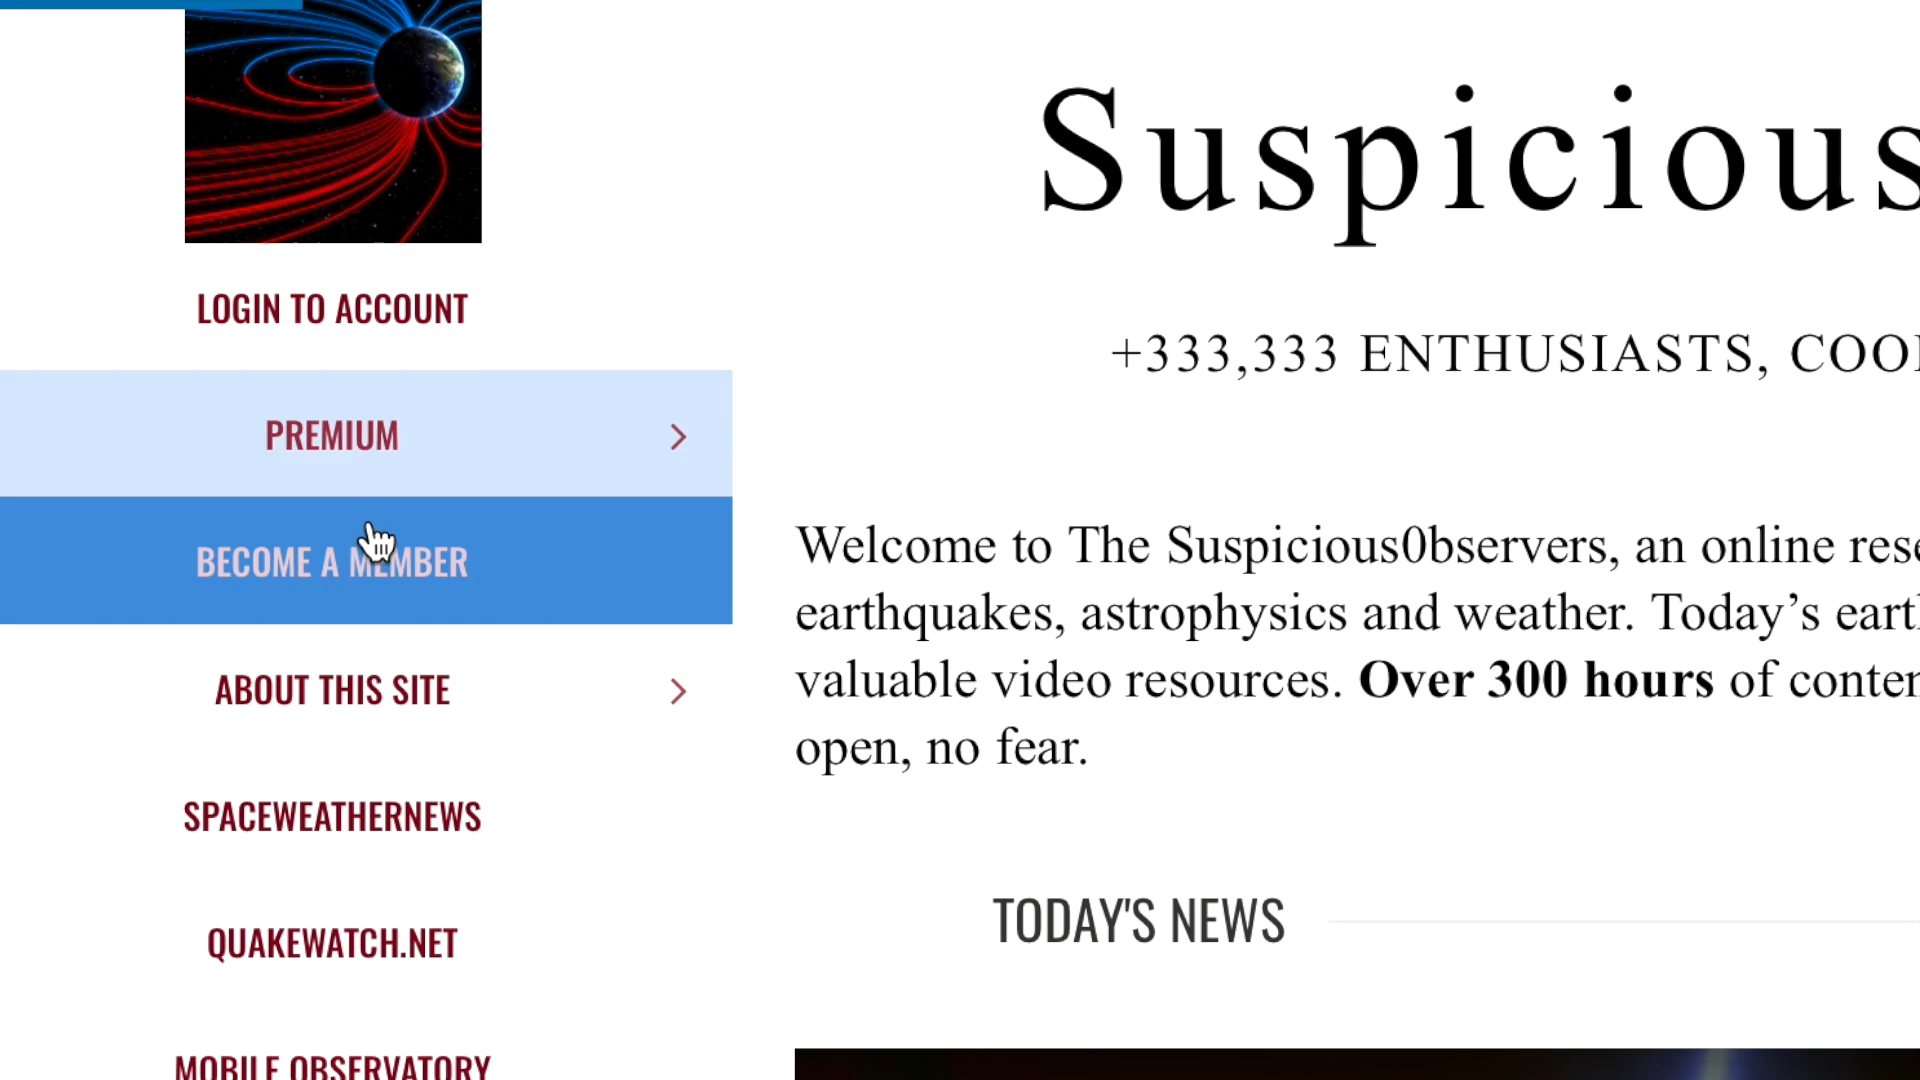 LOGIN TO ACCOUNT
PREMIUM
BECOME A MEMBER
ABOUT THIS SITE
SPACEWEATHERNEWS
QUAKEWATCH.NET
MOBILE OBSERVATORY
Suspicious
+333,333 ENTHUSIASTS,
Welcome to The Suspicious0bservers, an online
earthquakes, astrophysics and weather. Today’s
valuable video resources. Over 300 hours of
open, no fear.
TODAY'S NEWS